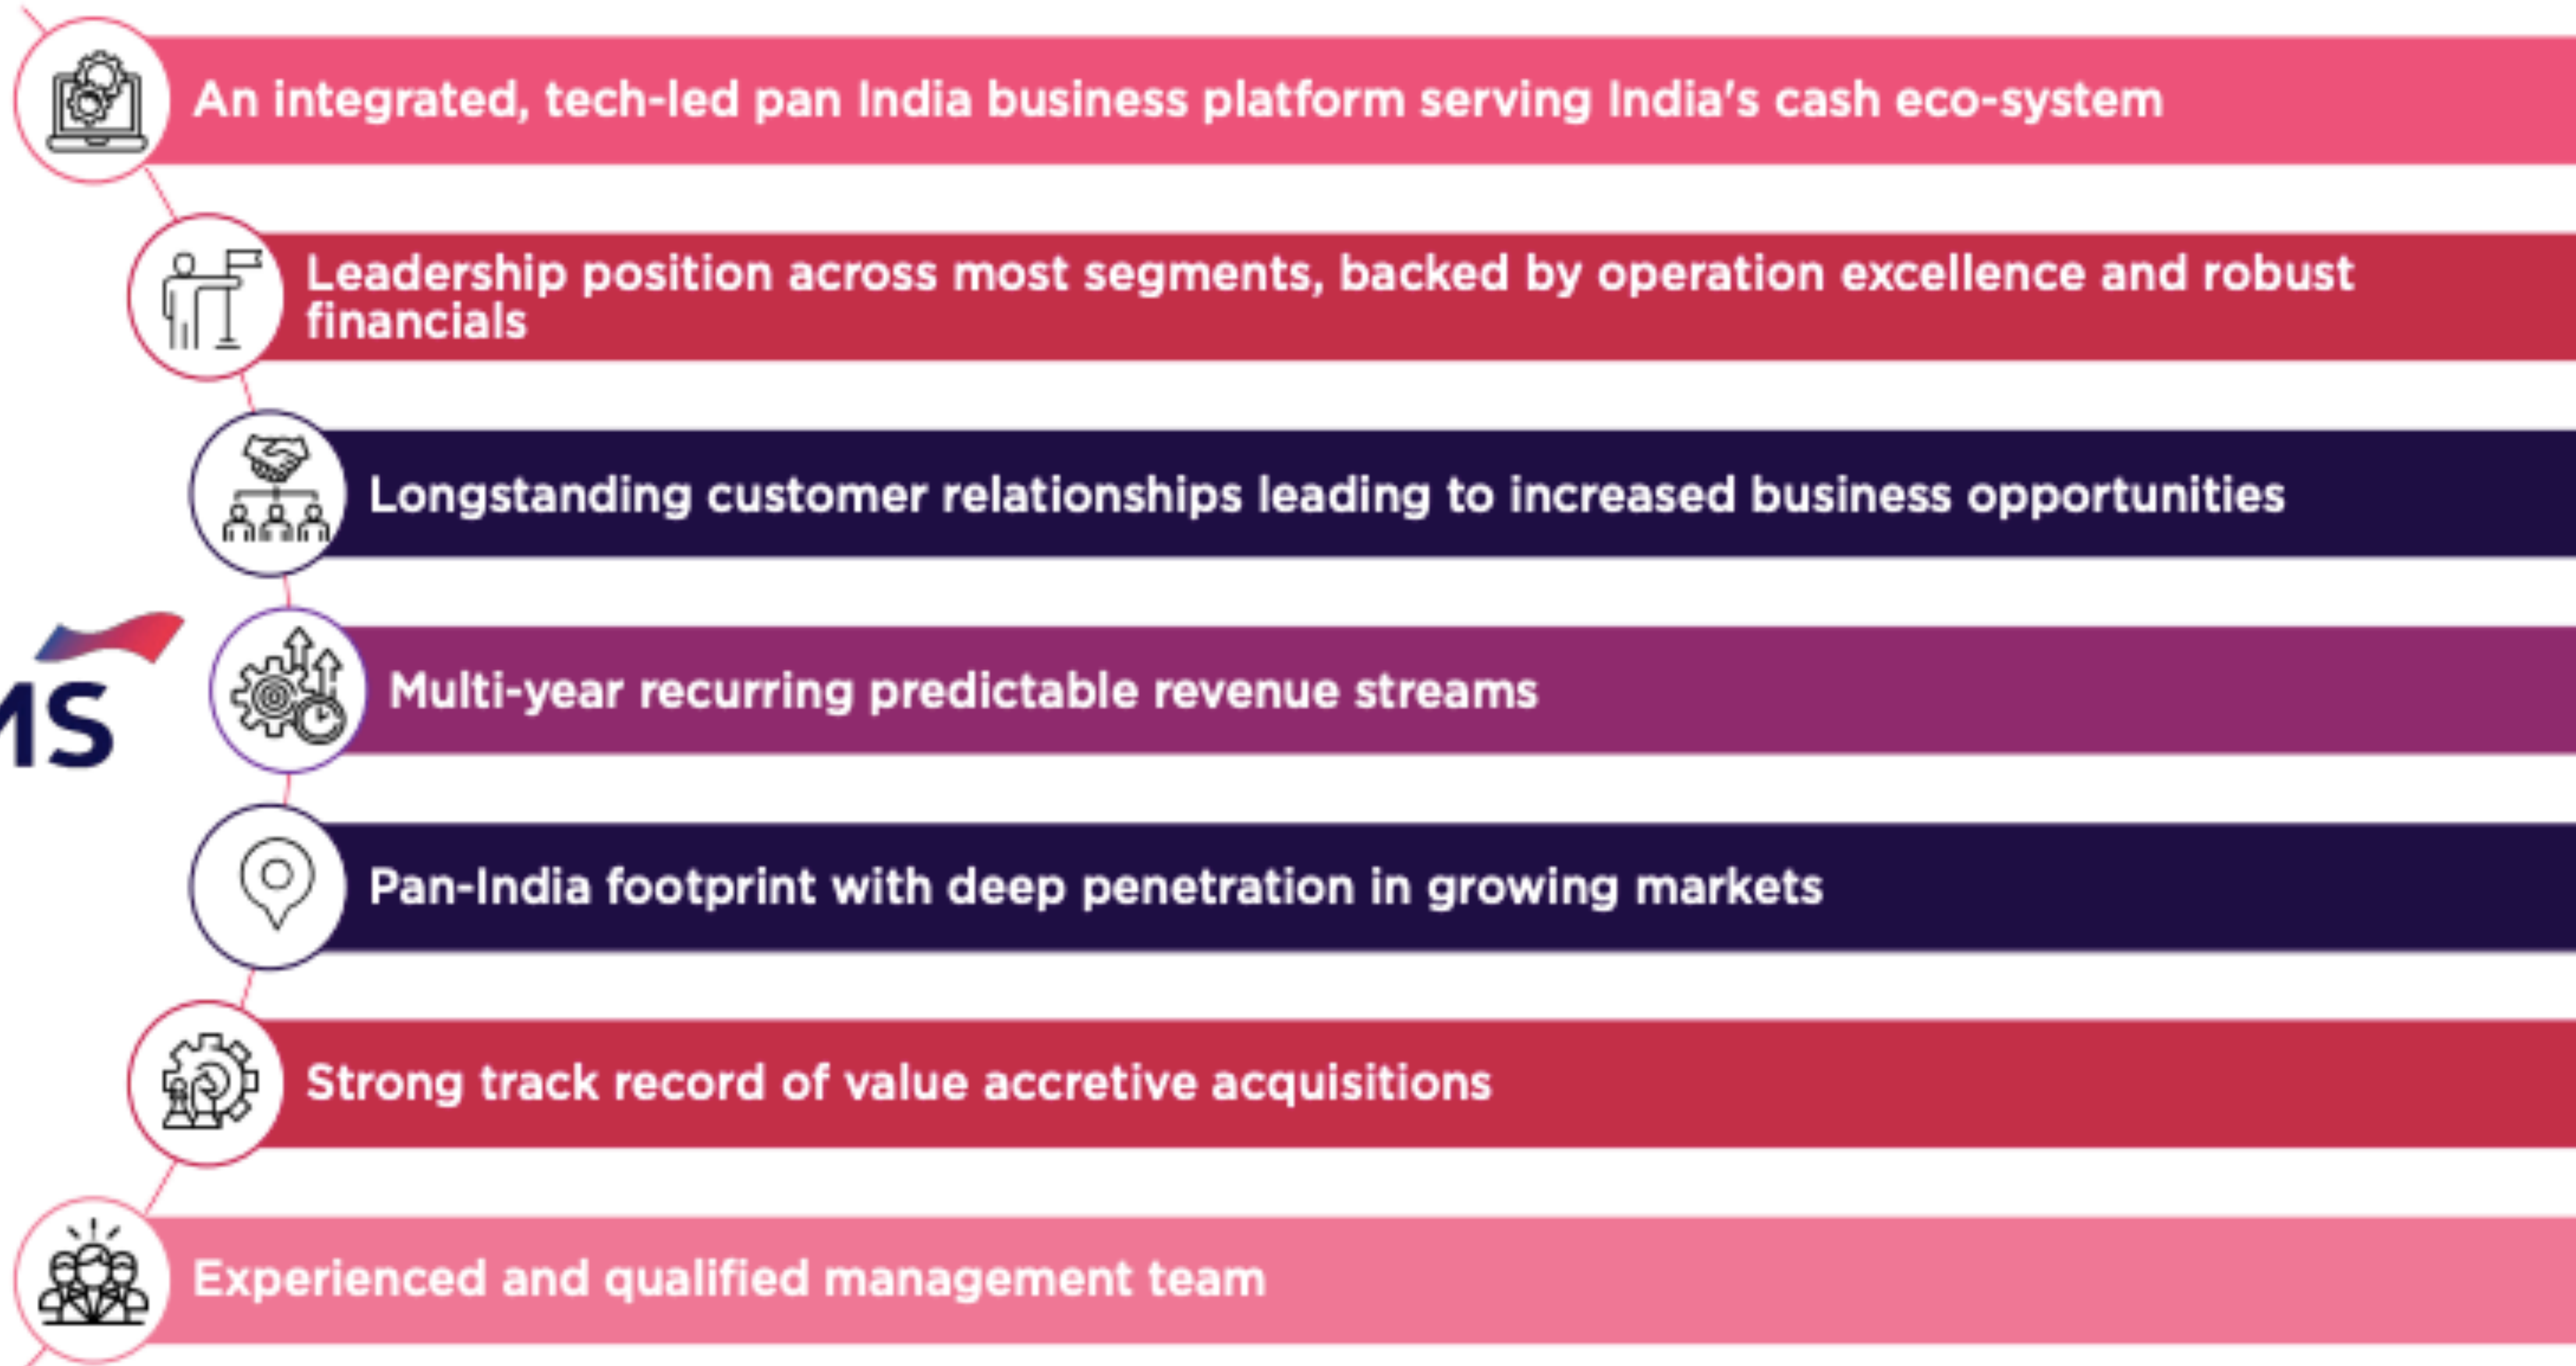 An integrated, tech-led pan India business platform serving India's cash eco-system
Leadership position across most segments, backed by operation excellence and robust
financials
Longstanding customer relationships leading to increased business opportunities
MS
Multi-year recurring predictable revenue streams
Pan-India footprint with deep penetration in growing markets
Strong track record of value accretive acquisitions
Experienced and qualified management team